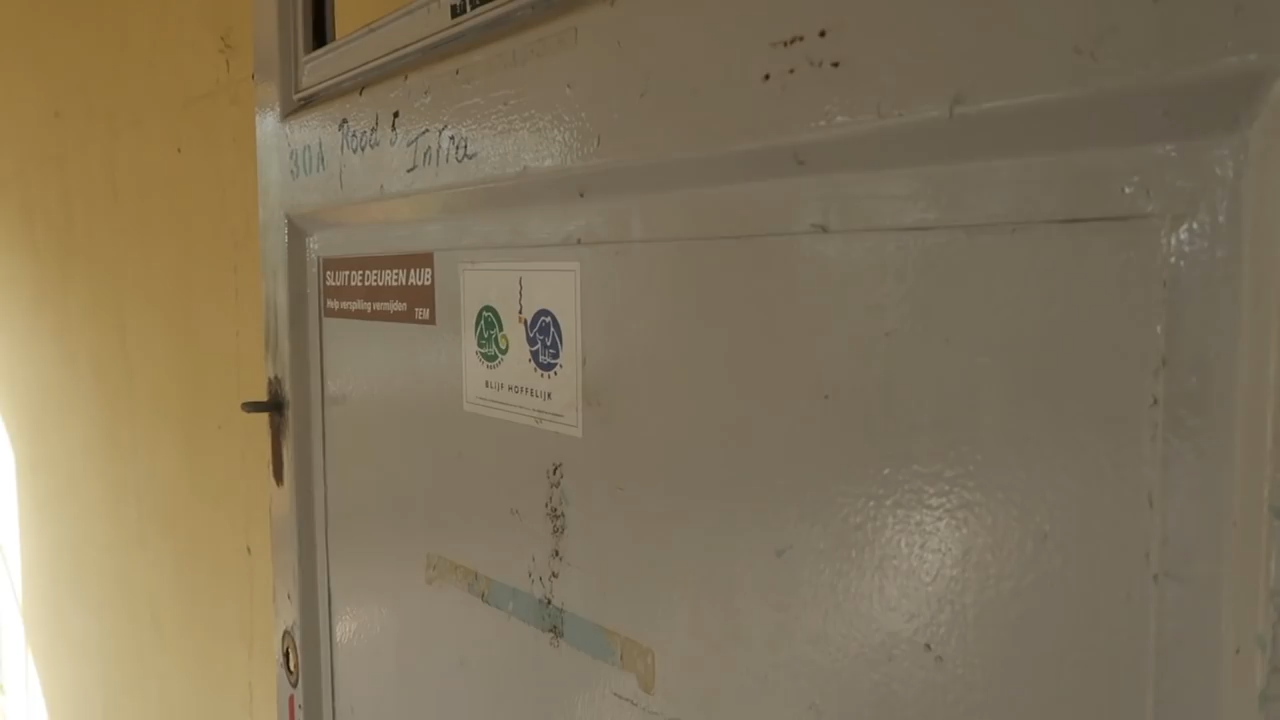 30A Rood 5 Infra
SLUIT DE DEUREN AUB
Help verspilling vermijden
TEM
BLIJF HOFFELIJK